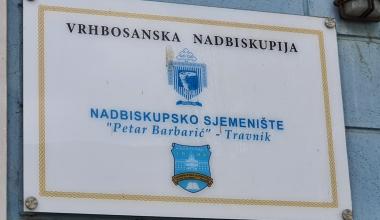 VRHBOSANSKA NADBISKUPIJA
NADBISKUPSKO SJEMENIŠTE
"Petar Barbarić" - Travnik